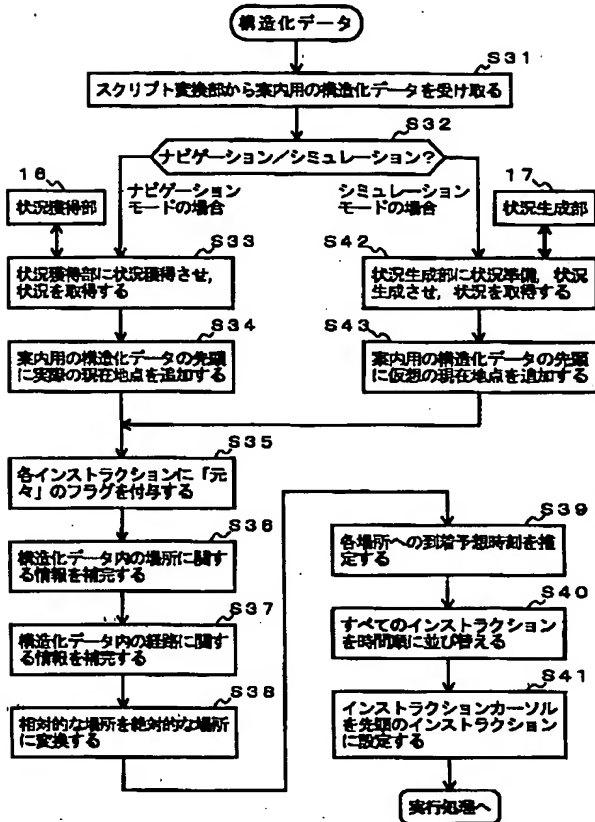 構造化データ
S31
スクリプト変換部から案内用の構造化データを受け取る
S32
ナビゲーション/シミュレーション?
16
状況獲得部
ナビゲーション
モードの場合
シミュレーション
モードの場合
17
状況生成部
S33
状況獲得部に状況獲得させ,
状況を取得する
S42
状況生成部に状況準備, 状況
生成させ, 状況を取得する
S34
案内用の構造化データの先頭
に実際の現在地点を追加する
S43
案内用の構造化データの先頭
に仮想の現在地点を追加する
S35
各インストラクションに「元
々」のフラグを付与する
S36
構造化データ内の場所に関す
る情報を補完する
S37
構造化データ内の経路に関す
る情報を補完する
S38
相対的な場所を絶対的な場所
に変換する
S39
各場所への到着予想時刻を推
定する
S40
すべてのインストラクション
を時間順に並び替える
S41
インストラクションカーソル
を先頭のインストラクション
に設定する
実行処理へ